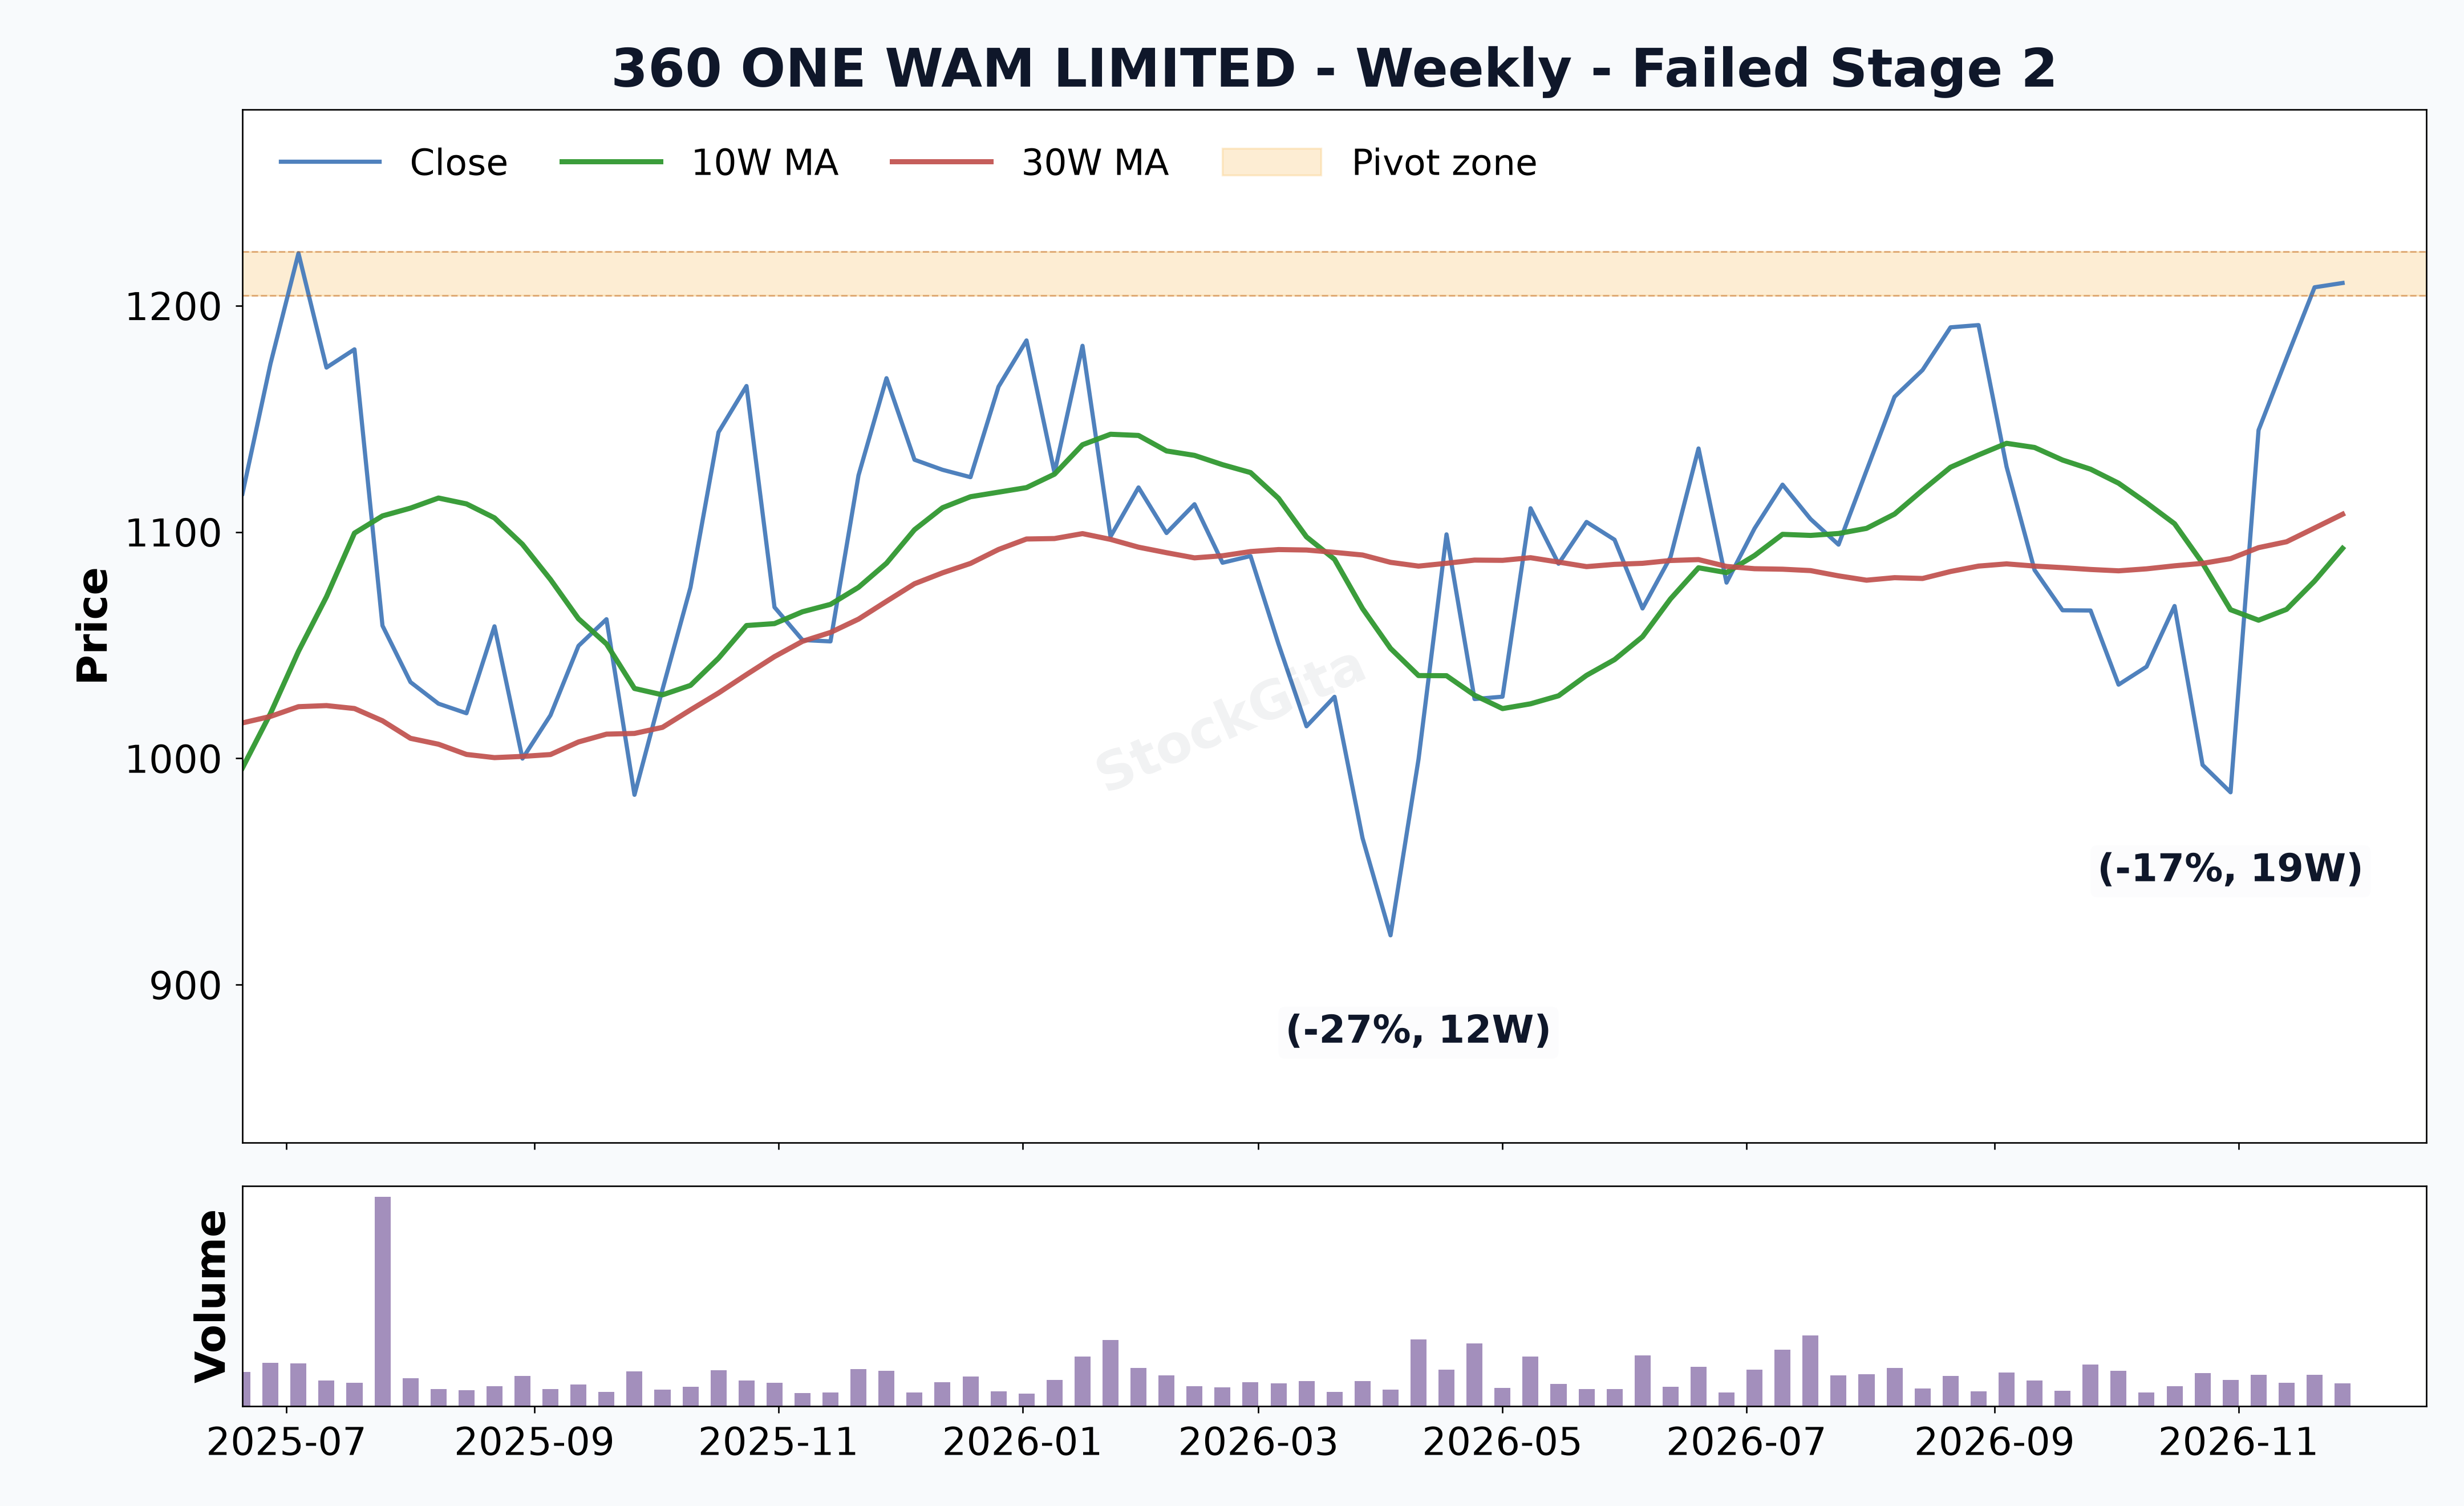 360 ONE WAM LIMITED - Weekly - Failed Stage 2
Close 10W MA 30W MA Pivot zone
1200
1100
1000
900
Price
StockGita
(-17%, 19W)
(-27%, 12W)
Volume
2025-07 2025-09 2025-11 2026-01 2026-03 2026-05 2026-07 2026-09 2026-11